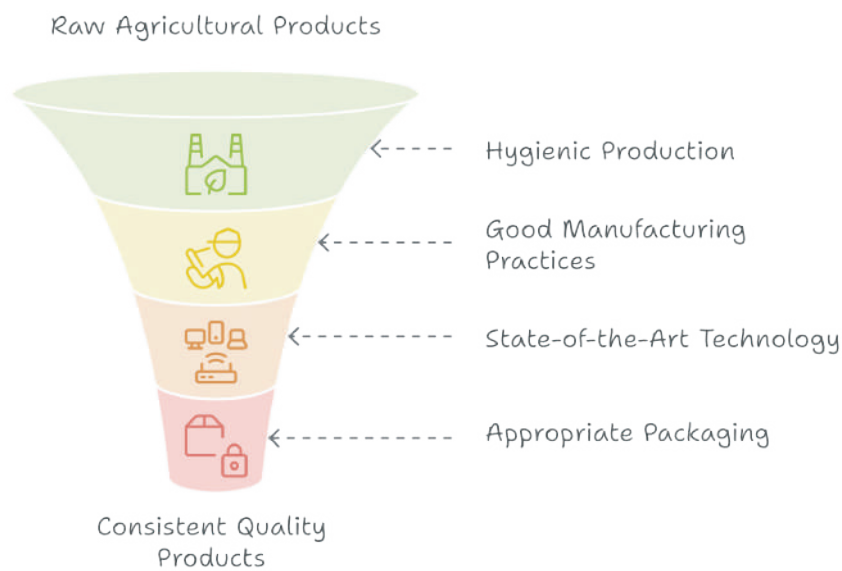 Raw Agricultural Products
Hygienic Production
Good Manufacturing
Practices
State-of-the-Art Technology
Appropriate Packaging
Consistent Quality
Products